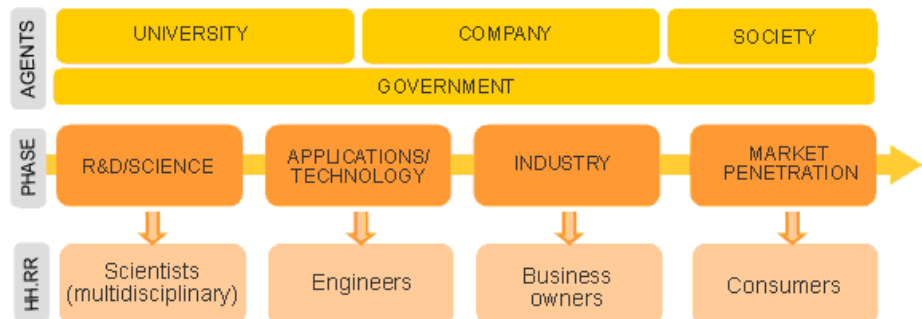 AGENTS
UNIVERSITY
COMPANY
SOCIETY
GOVERNMENT
PHASE
R&D/SCIENCE
APPLICATIONS/
TECHNOLOGY
INDUSTRY
MARKET
PENETRATION
HH.RR
Scientists
(multidisciplinary)
Engineers
Business
owners
Consumers